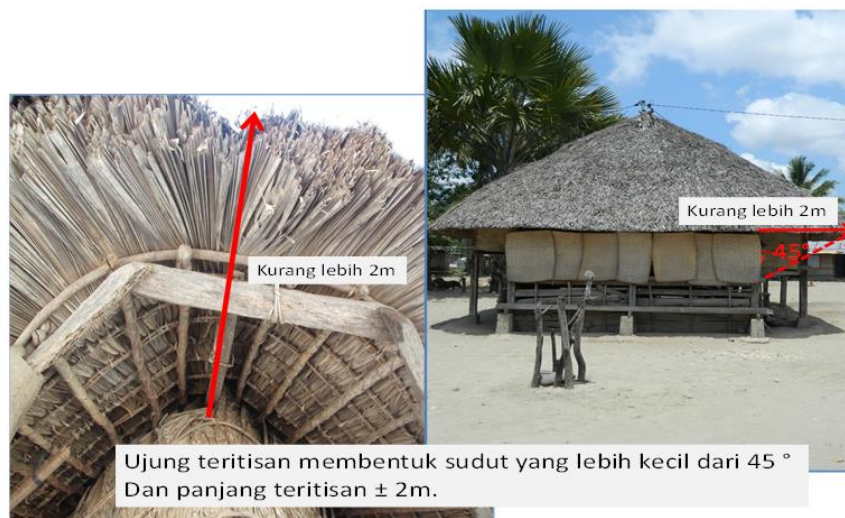 Kurang lebih 2m
Kurang lebih 2m
45°
Ujung teritisan membentuk sudut yang lebih kecil dari 45 °
Dan panjang teritisan ± 2m.